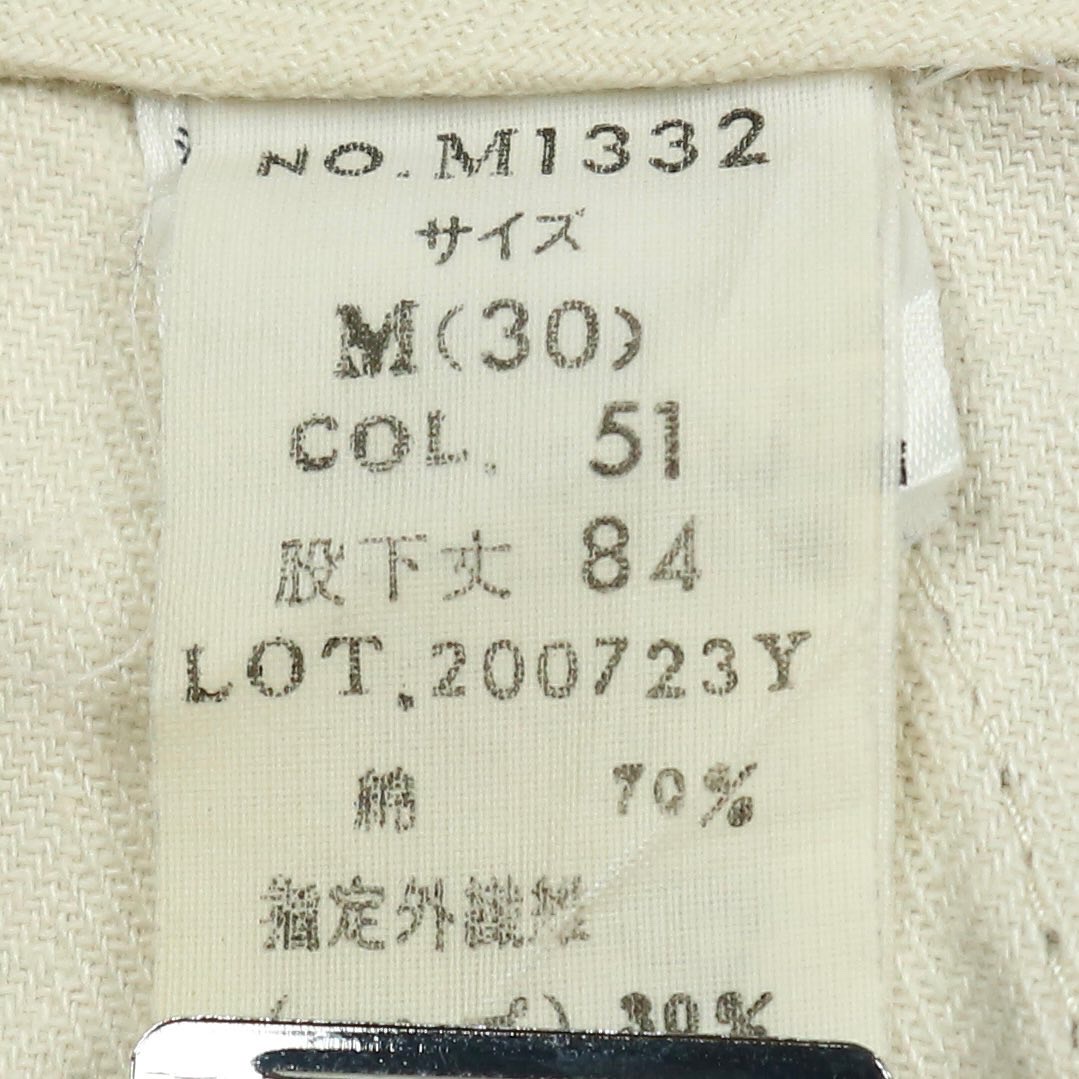 NO.M1332
サイズ
M(30)
COL. 51
股下丈 84
LOT.200723Y
綿 70%
指定外繊維
30%